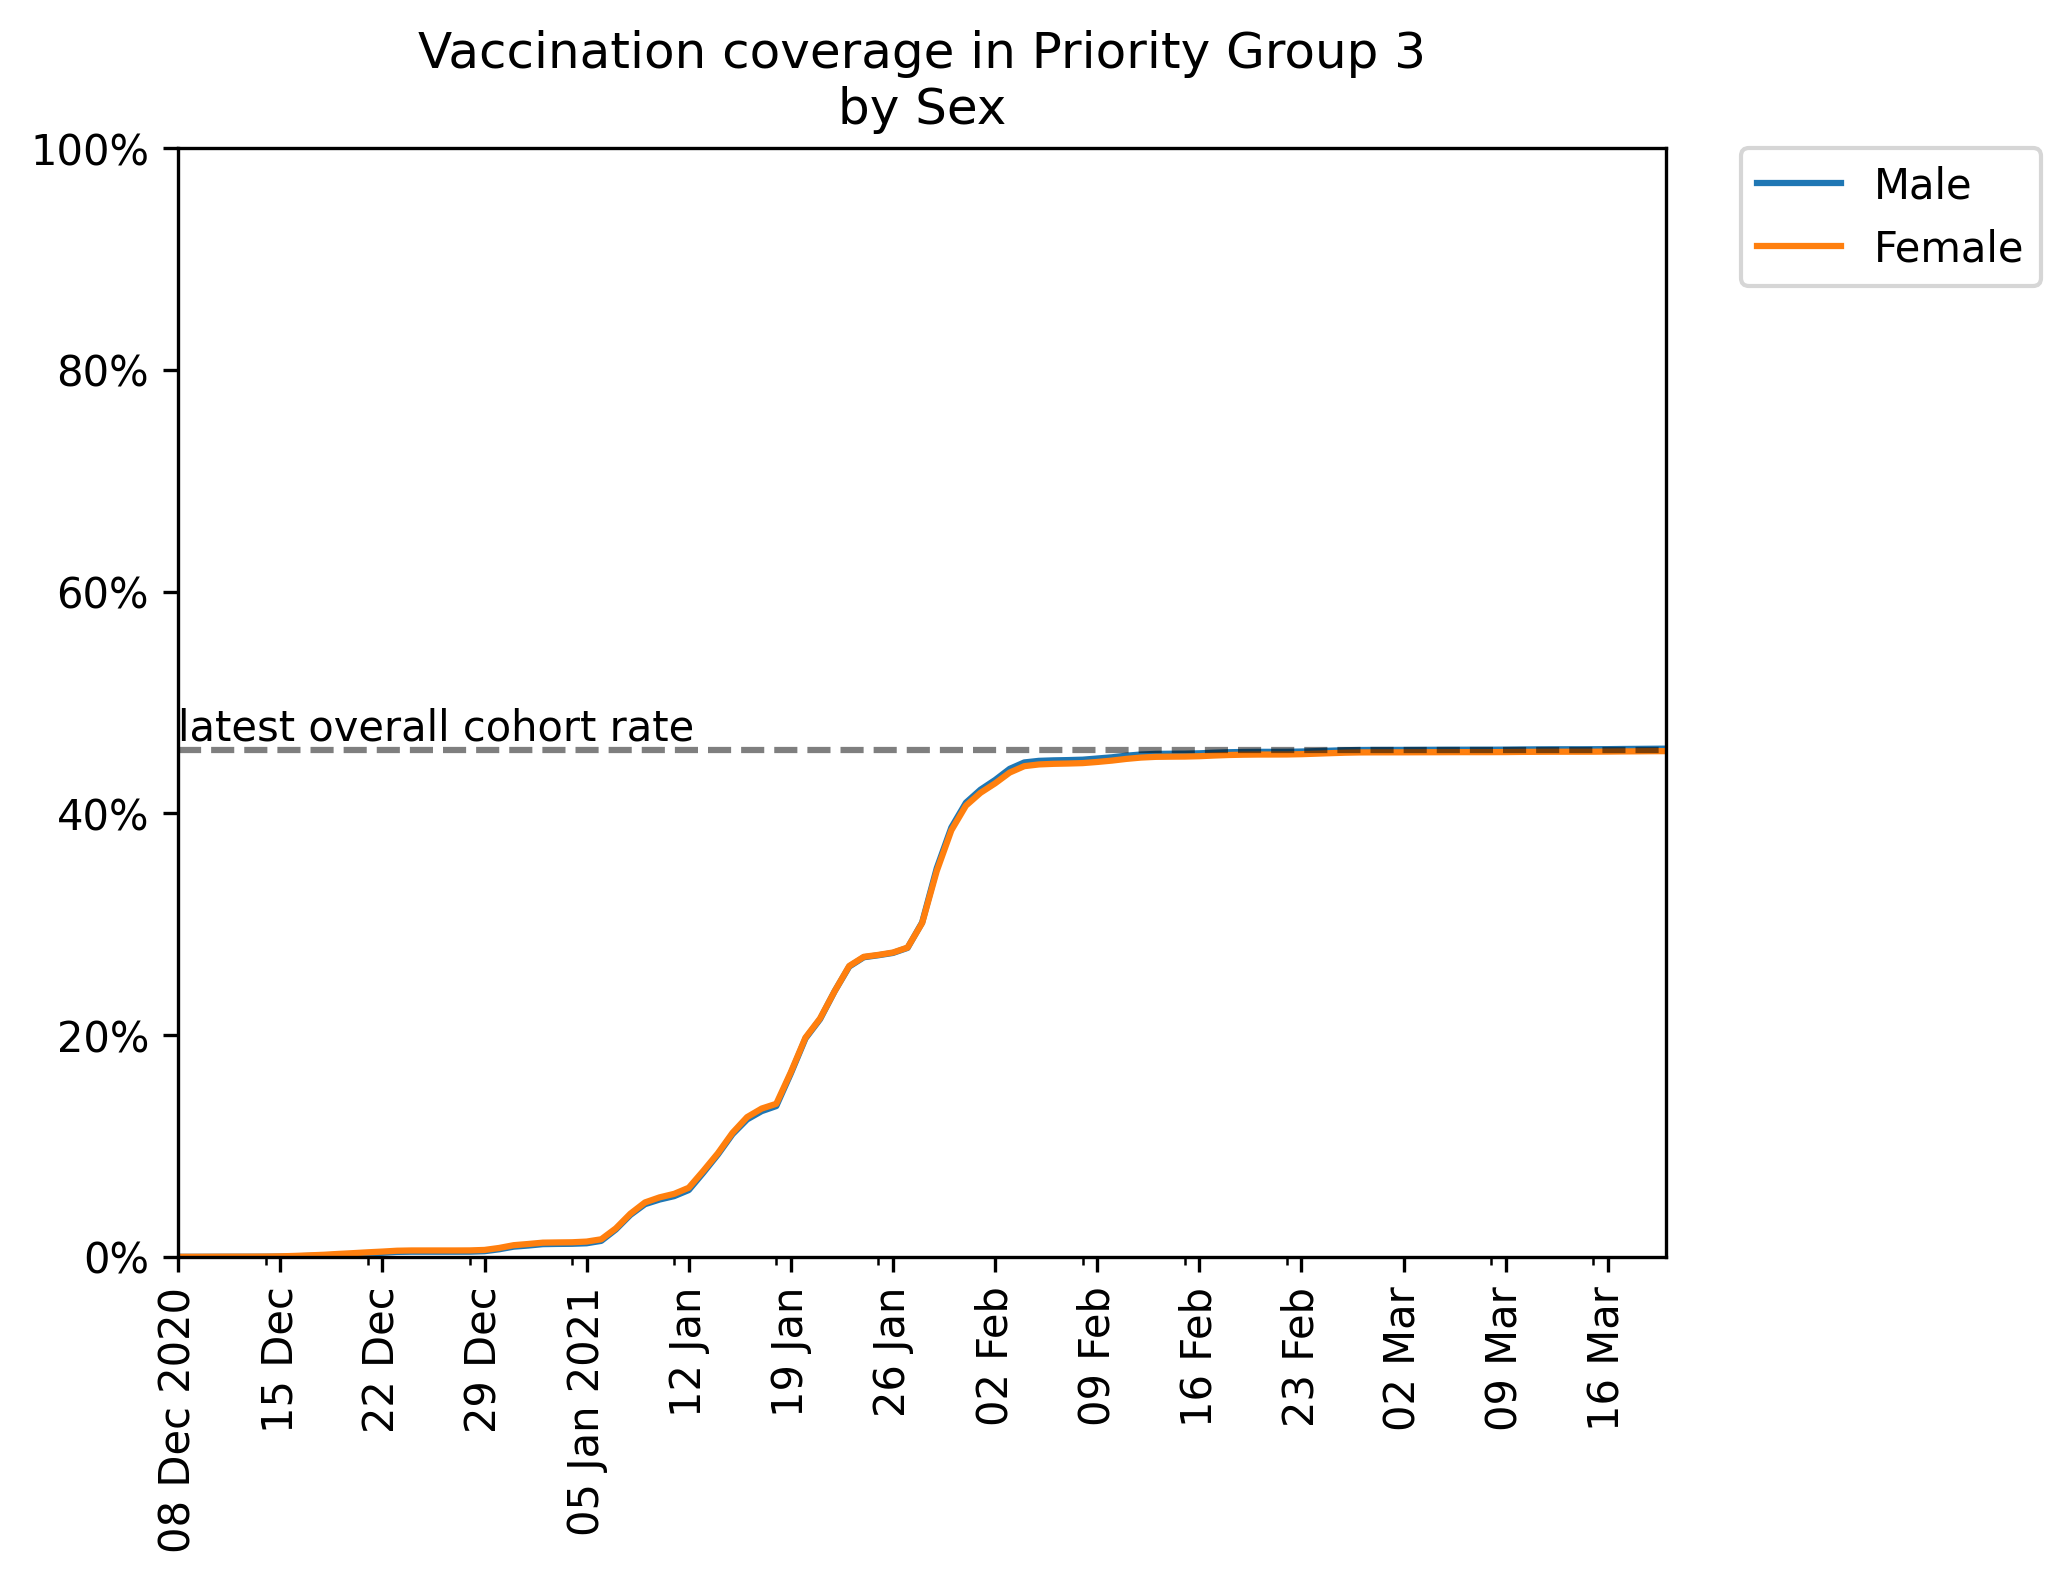 Vaccination coverage in Priority Group 3
by Sex
100%
80%
60%
40%
20%
0%
latest overall cohort rate
Male
Female
08 Dec 2020
15 Dec
22 Dec
29 Dec
05 Jan 2021
12 Jan
19 Jan
26 Jan
02 Feb
09 Feb
16 Feb
23 Feb
02 Mar
09 Mar
16 Mar